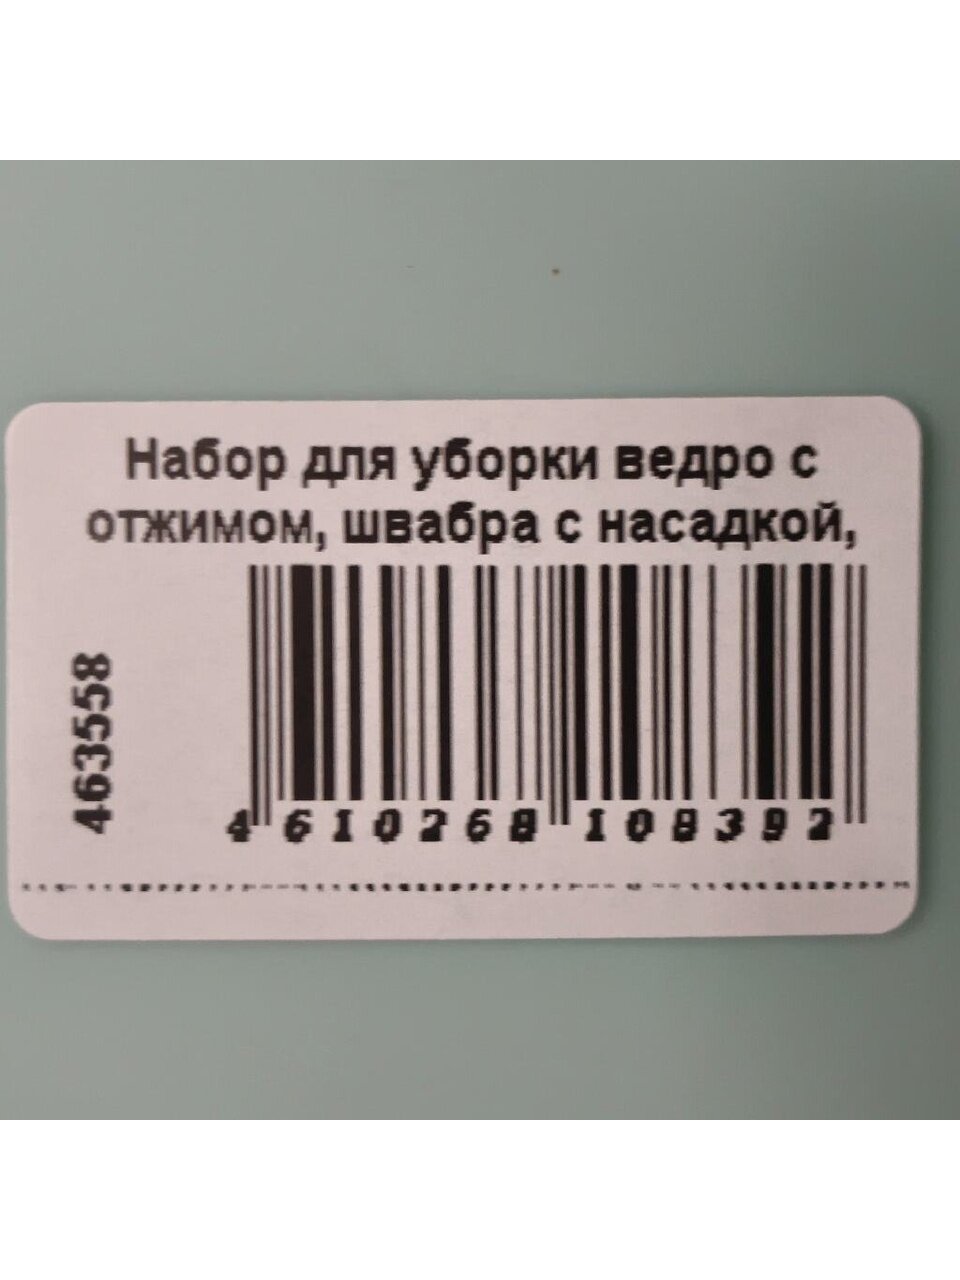 Набор для уборки ведро с
отжимом, швабра с насадкой,
463558
4 610268 108392